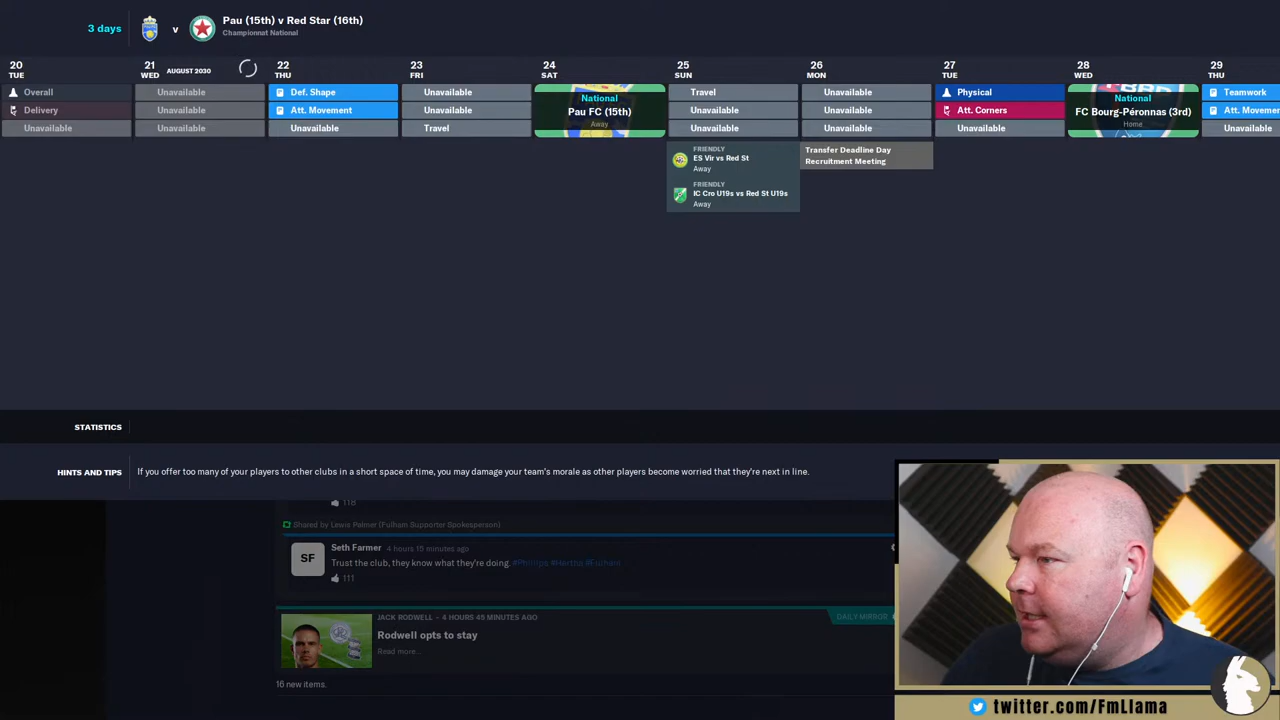 3 days
v
Pau (15th) v Red Star (16th)
Championnat National
20
TUE
21
WED
AUGUST 2030
22
THU
23
FRI
24
SAT
25
SUN
26
MON
27
TUE
28
WED
29
THU
Overall
Unavailable
Def. Shape
Unavailable
National
Pau FC (15th)
Away
Travel
Unavailable
Physical
National
FC Bourg-Péronnas (3rd)
Home
Teamwork
Delivery
Unavailable
Att. Movement
Unavailable
Unavailable
Unavailable
Att. Corners
Att. Movemen
Unavailable
Unavailable
Unavailable
Travel
Unavailable
Unavailable
Unavailable
Unavailable
FRIENDLY
ES Vir vs Red St
Away
FRIENDLY
IC Cro U19s vs Red St U19s
Away
Transfer Deadline Day
Recruitment Meeting
STATISTICS
HINTS AND TIPS
If you offer too many of your players to other clubs in a short space of time, you may damage your team's morale as other players become worried that they're next in line.
118
Shared by Lewis Palmer (Fulham Supporter Spokesperson)
SF
Seth Farmer 4 hours 15 minutes ago
Trust the club, they know what they're doing. #Phillips #Hertha #Fulham
111
JACK RODWELL - 4 HOURS 45 MINUTES AGO
DAILY MIRROR
Rodwell opts to stay
Read more...
16 new items.
twitter.com/FmLlama